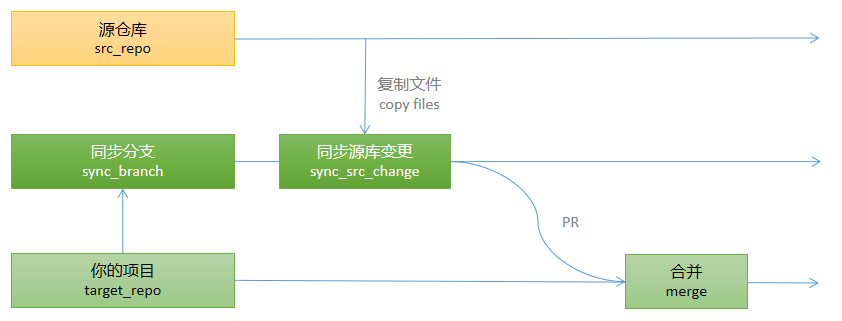 源仓库
src_repo
复制文件
copy files
同步分支
sync_branch
同步源库变更
sync_src_change
PR
你的项目
target_repo
合并
merge